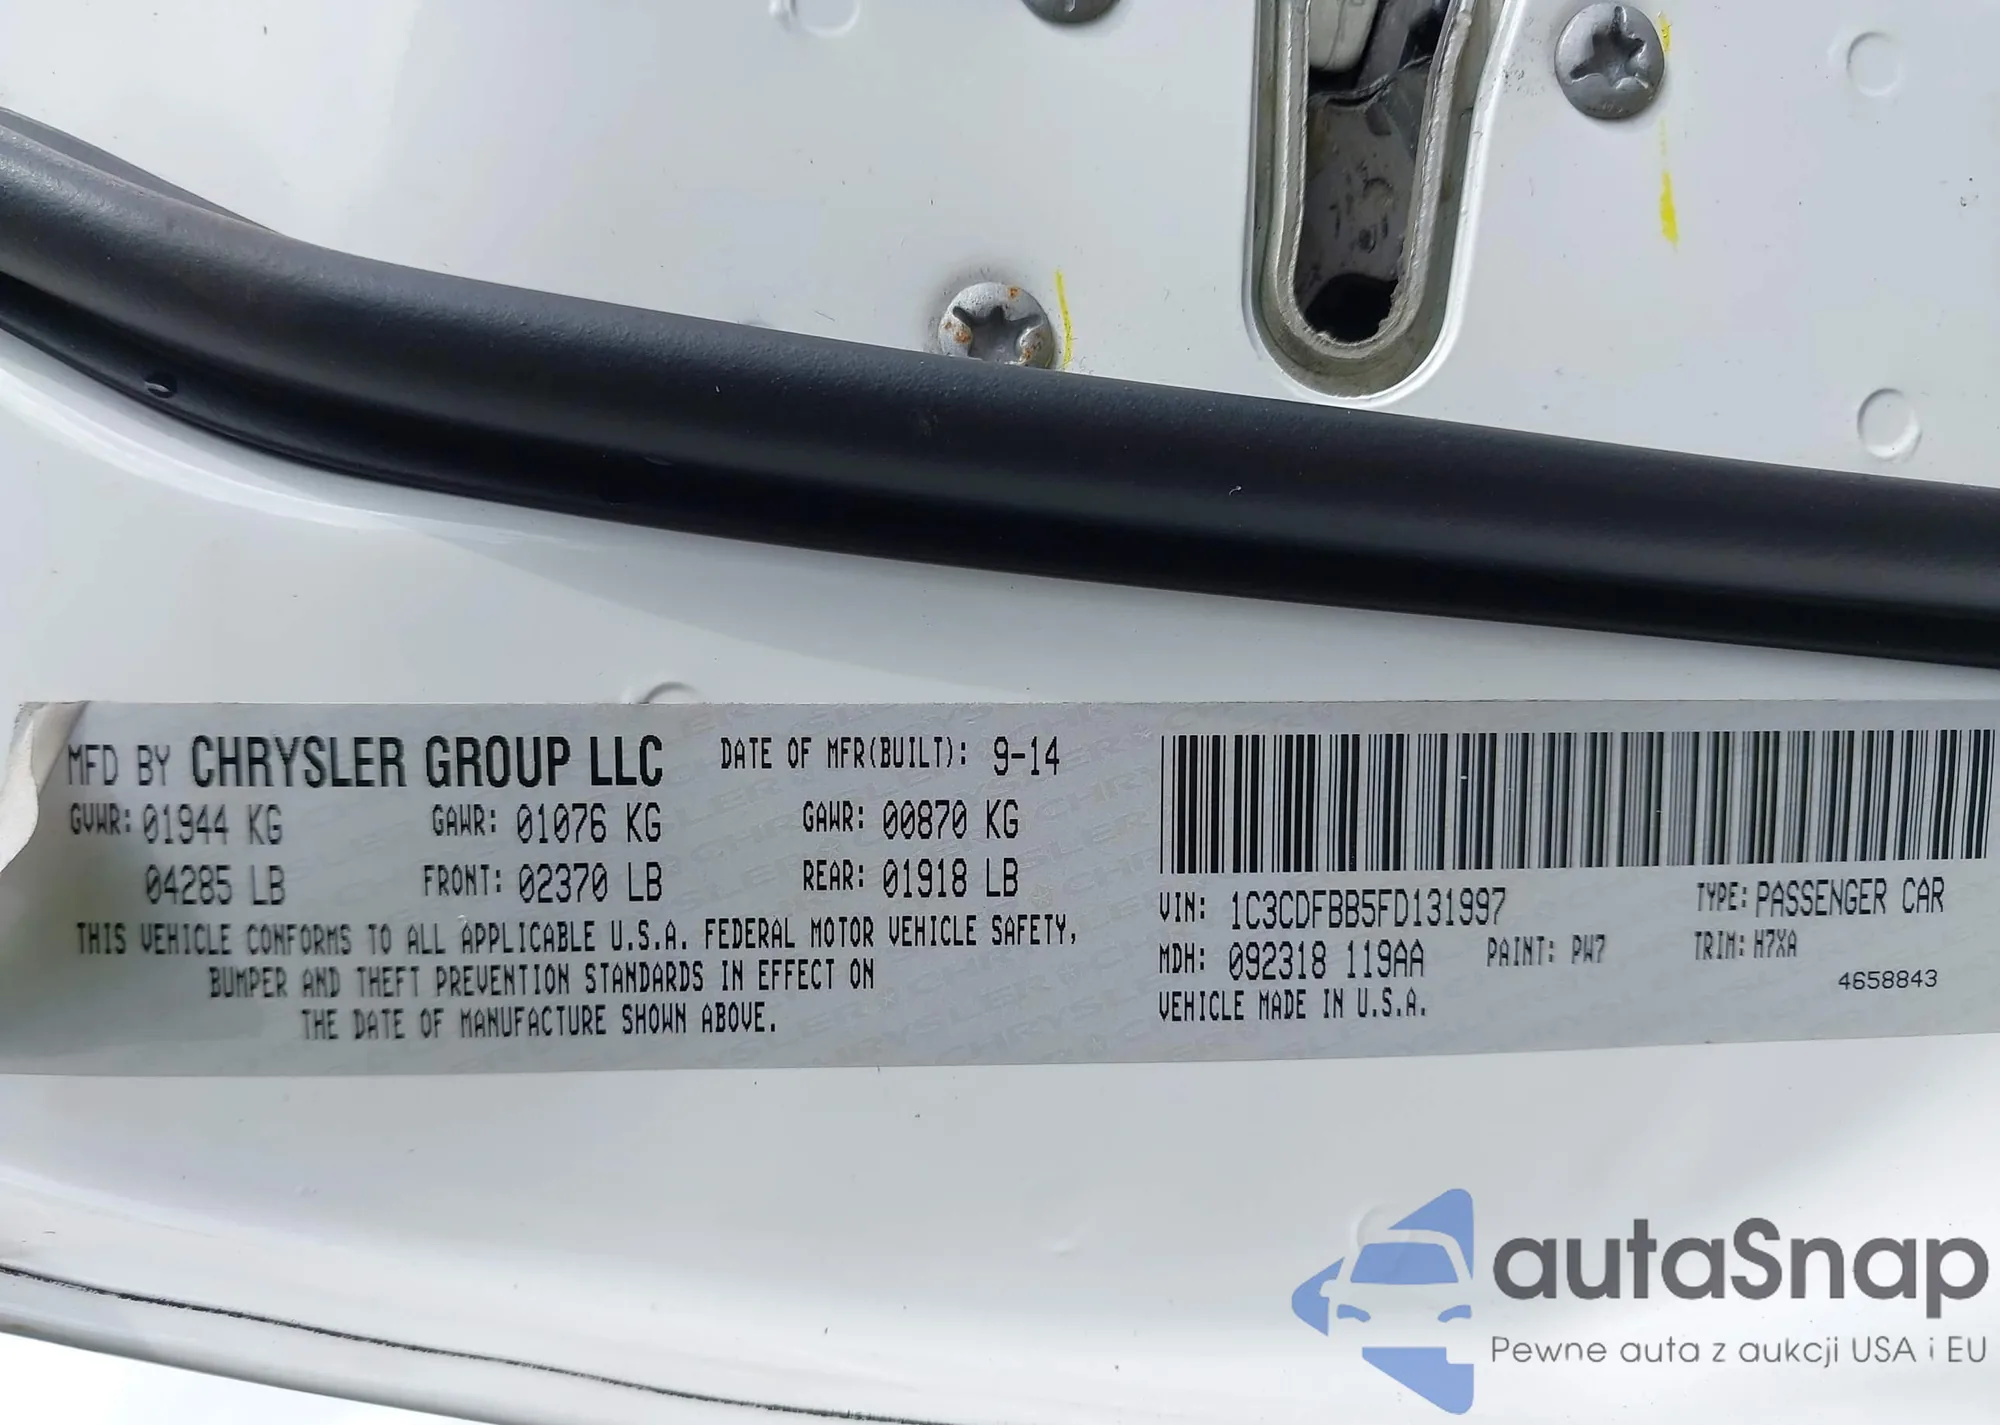 MFD BY CHRYSLER GROUP LLC DATE OF MFR(BUILT): 9-14
GVWR: 01944 KG GAWR: 01076 KG GAWR: 00870 KG
04285 LB FRONT: 02370 LB REAR: 01918 LB
THIS VEHICLE CONFORMS TO ALL APPLICABLE U.S.A. FEDERAL MOTOR VEHICLE SAFETY,
BUMPER AND THEFT PREVENTION STANDARDS IN EFFECT ON
THE DATE OF MANUFACTURE SHOWN ABOVE.
VIN: 1C3CDFBB5FD131997 TYPE: PASSENGER CAR
MDH: 092318 119AA PAINT: PW7 TRIM: H7XA
VEHICLE MADE IN U.S.A. 4658843
autaSnap
Pewne auta z aukcji USA i EU